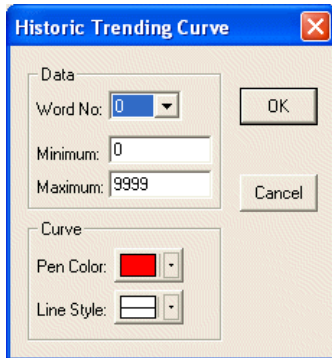 Historic Trending Curve
Data
Word No: 0
OK
Minimum: 0
Maximum: 9999
Cancel
Curve
Pen Color:
Line Style: